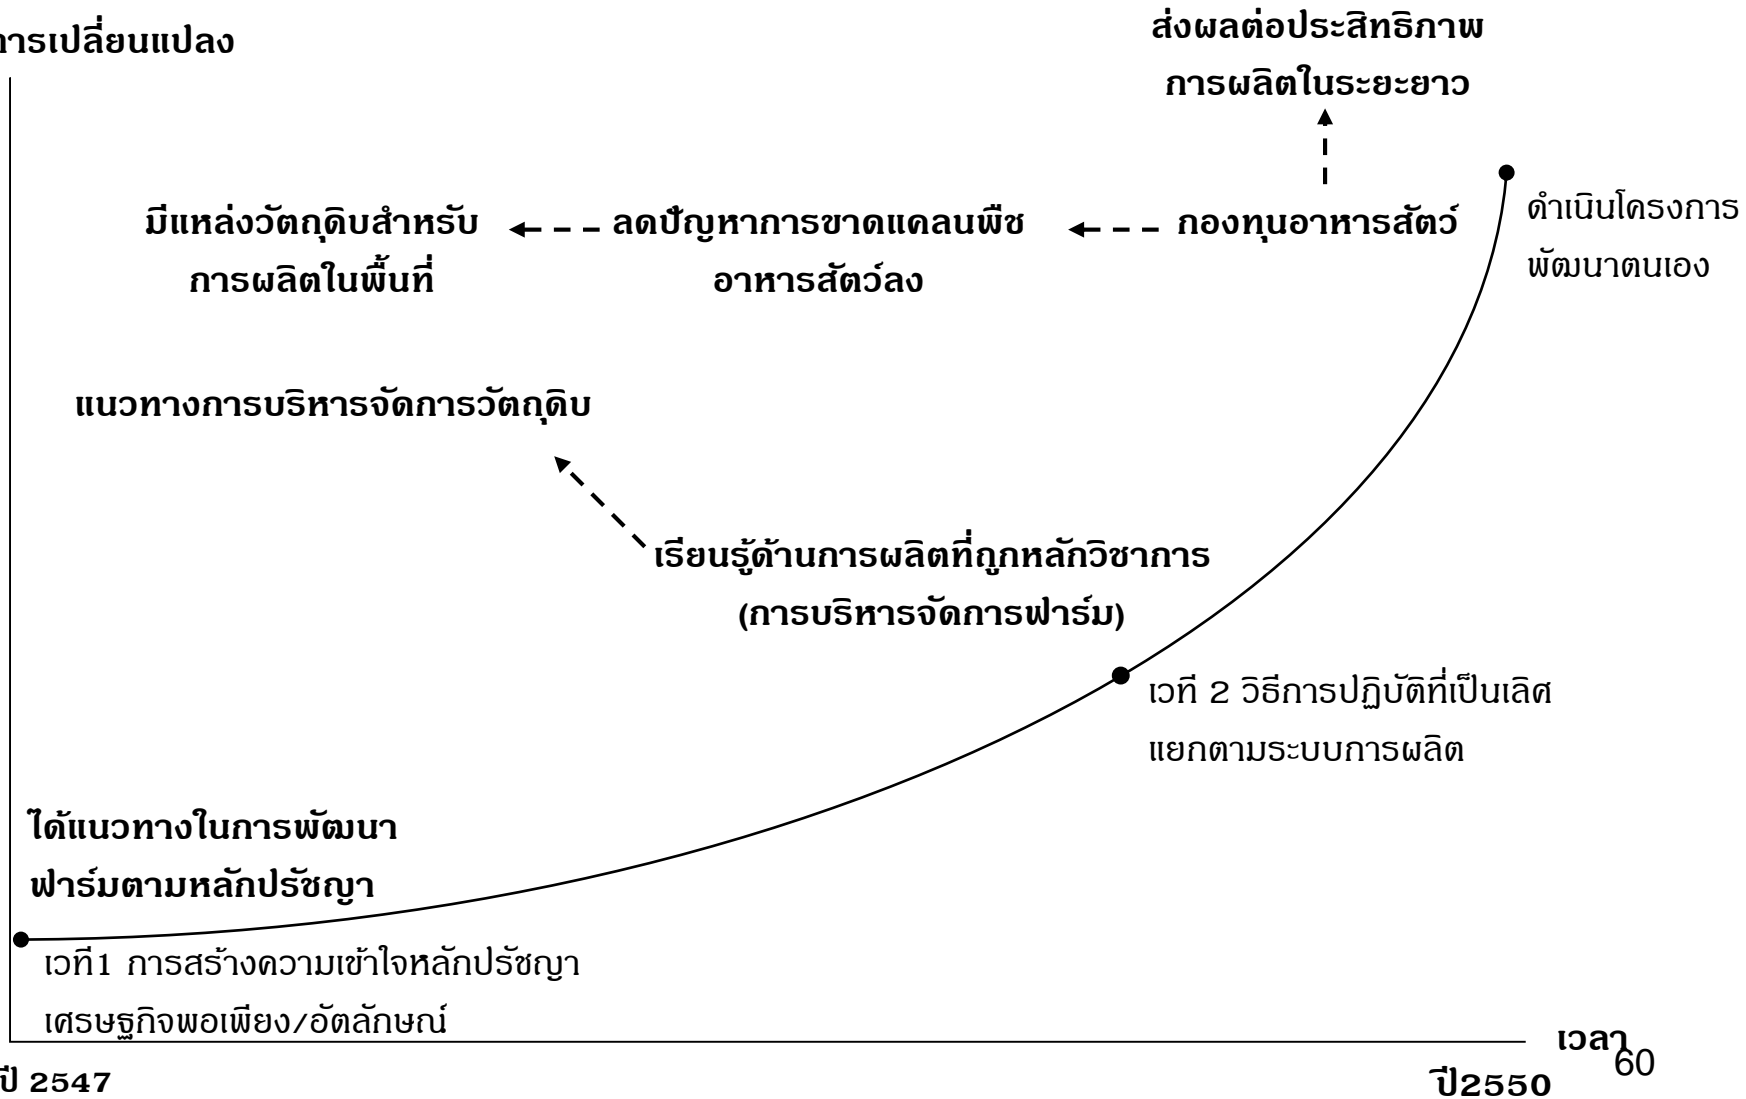 การเปลี่ยนแปลง
ส่งผลต่อประสิทธิภาพ
การผลิตในระยะยาว
มีแหล่งวัตถุดิบสำหรับ
การผลิตในพื้นที่
ลดปัญหาการขาดแคลนพืช
อาหารสัตว์ลง
กองทุนอาหารสัตว์
ดำเนินโครงการ
พัฒนาตนเอง
แนวทางการบริหารจัดการวัตถุดิบ
เรียนรู้ด้านการผลิตที่ถูกหลักวิชาการ
(การบริหารจัดการฟาร์ม)
เวที 2 วิธีการปฏิบัติที่เป็นเลิศ
แยกตามระบบการผลิต
ได้แนวทางในการพัฒนา
ฟาร์มตามหลักปรัชญา
เวที1 การสร้างความเข้าใจหลักปรัชญา
เศรษฐกิจพอเพียง/อัตลักษณ์
เวลา
60
ปี 2547
ปี2550